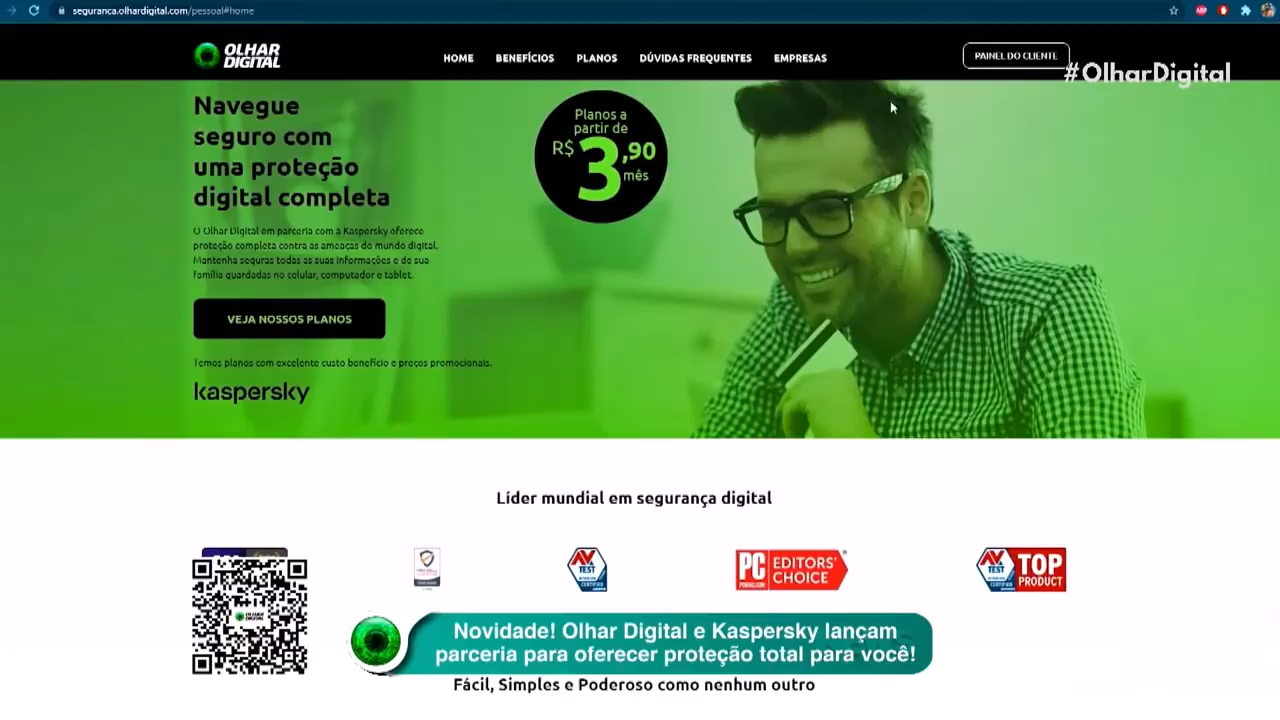 seguranca.olhardigital.com/pessoal#home
OLHAR
DIGITAL
HOME
BENEFÍCIOS
PLANOS
DÚVIDAS FREQUENTES
EMPRESAS
PAINEL DO CLIENTE
#OlharDigital
Navegue
seguro com
uma proteção
digital completa
Planos a
partir de
R$ 3,90
mês
O Olhar Digital em parceria com a Kaspersky oferece
proteção completa contra as ameaças do mundo digital.
Mantenha seguras todas as suas informações e de sua
família guardadas no celular, computador e tablet.
VEJA NOSSOS PLANOS
Temos planos com excelente custo benefício e preços promocionais.
kaspersky
Líder mundial em segurança digital
AV
TEST
PC
EDITORS'
CHOICE
AV
TEST
TOP
PRODUCT
OLHAR
DIGITAL
Novidade! Olhar Digital e Kaspersky lançam
parceria para oferecer proteção total para você!
Fácil, Simples e Poderoso como nenhum outro